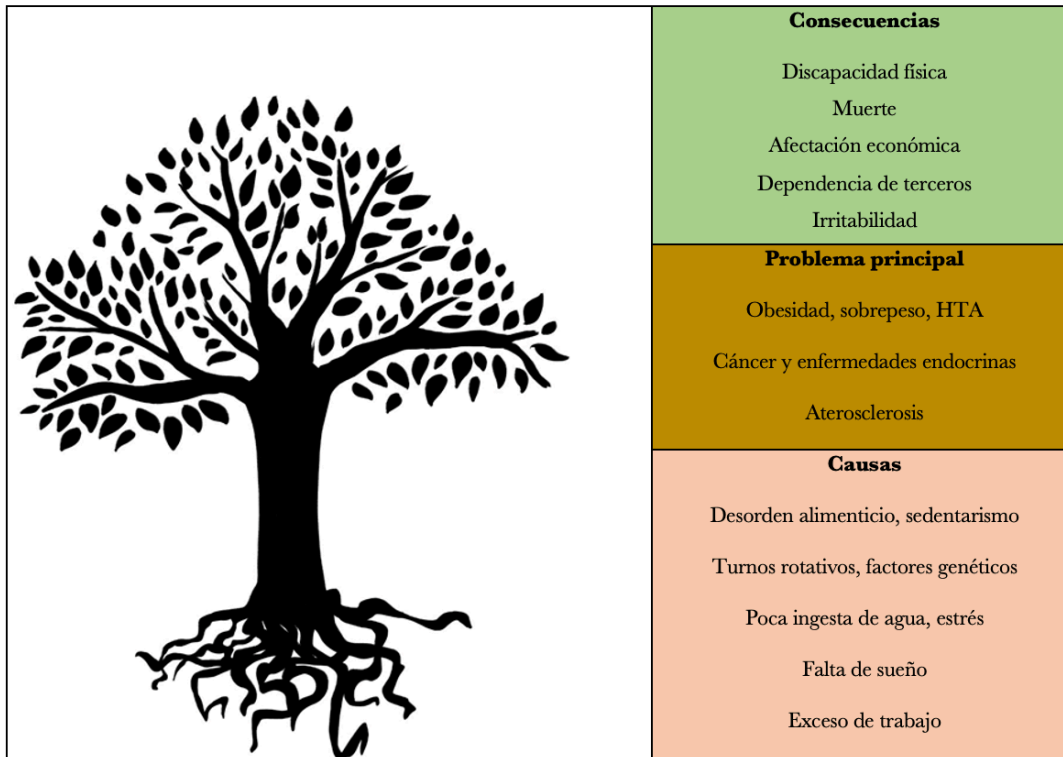 Consecuencias
Discapacidad física
Muerte
Afectación económica
Dependencia de terceros
Irritabilidad
Problema principal
Obesidad, sobrepeso, HTA
Cáncer y enfermedades endocrinas
Aterosclerosis
Causas
Desorden alimenticio, sedentarismo
Turnos rotativos, factores genéticos
Poca ingesta de agua, estrés
Falta de sueño
Exceso de trabajo